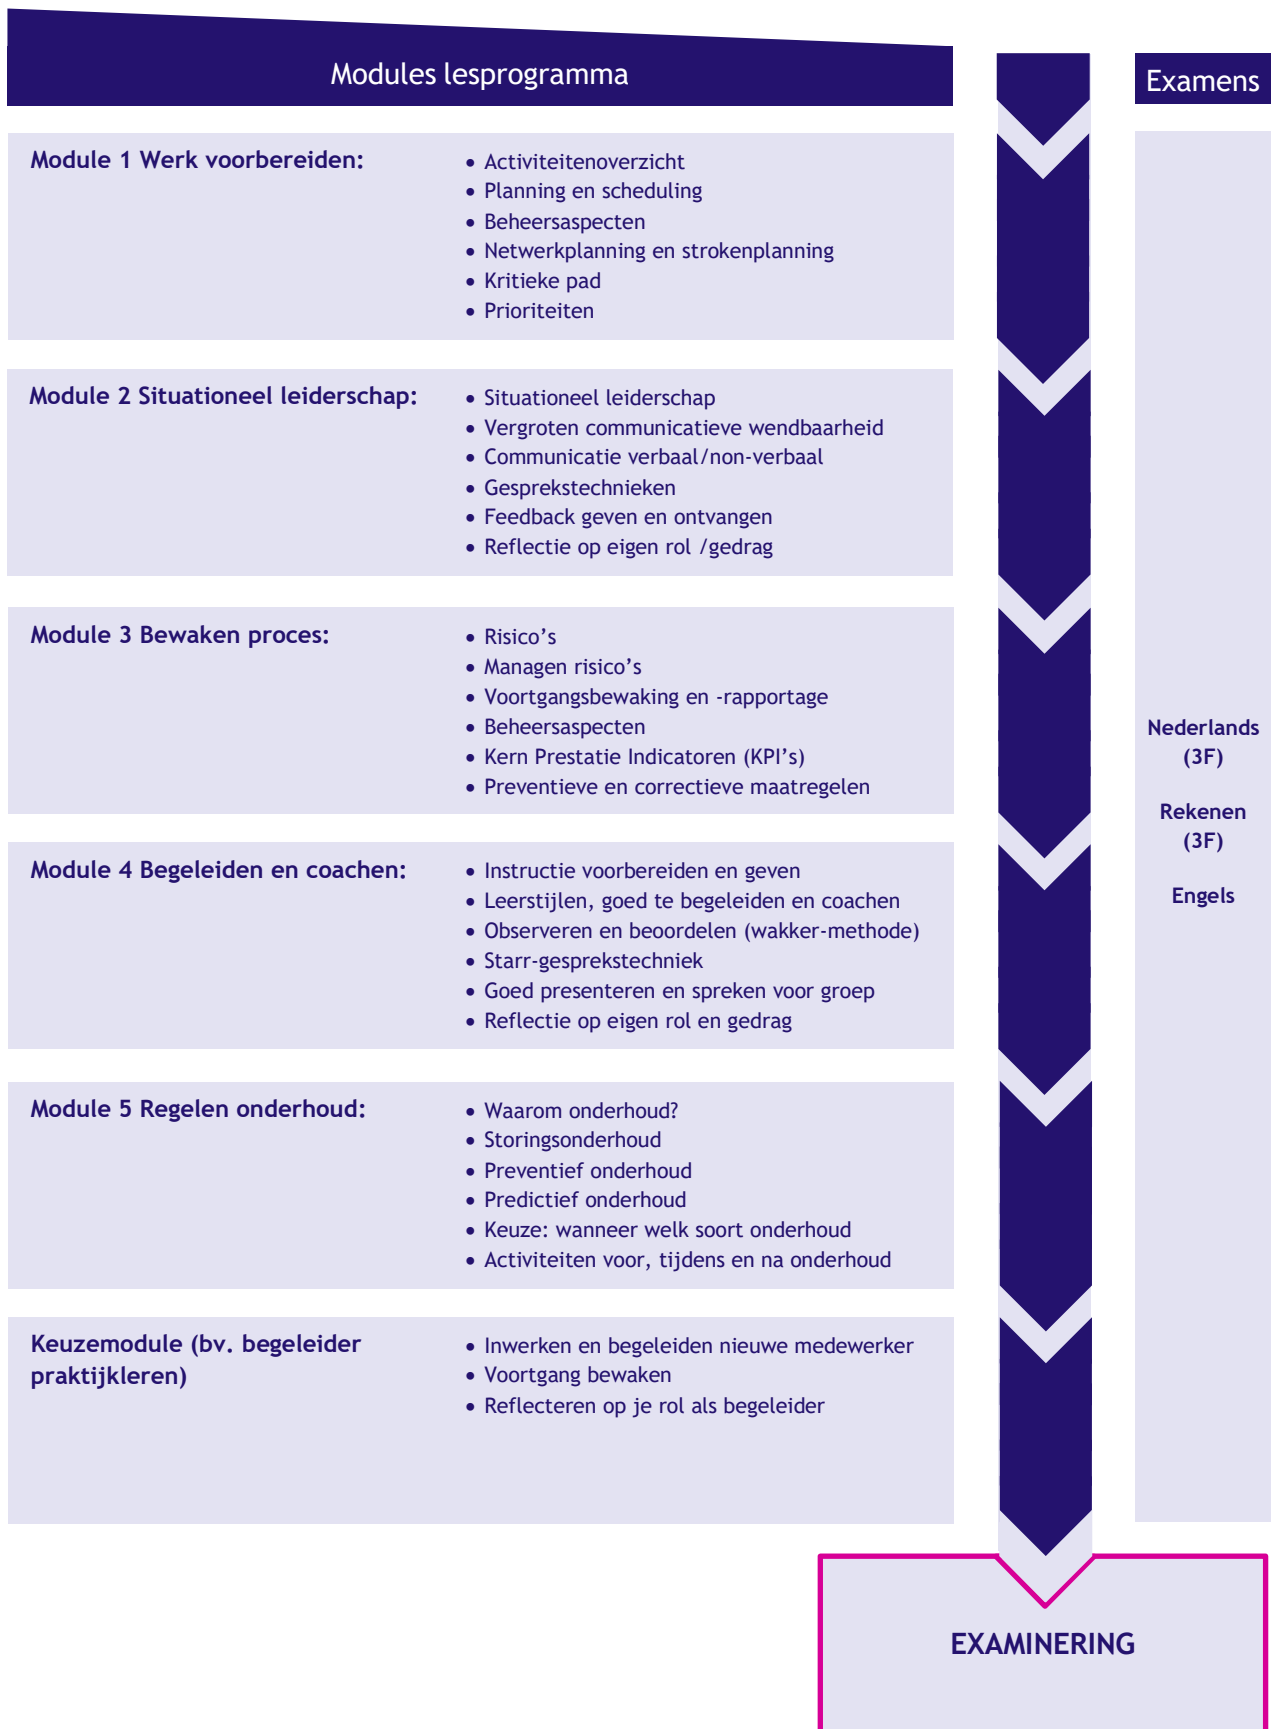 Modules lesprogramma
Examens
Module 1 Werk voorbereiden:
• Activiteitenoverzicht
• Planning en scheduling
• Beheersaspecten
• Netwerkplanning en strokenplanning
• Kritieke pad
• Prioriteiten
Module 2 Situationeel leiderschap:
• Situationeel leiderschap
• Vergroten communicatieve wendbaarheid
• Communicatie verbaal/non-verbaal
• Gesprekstechnieken
• Feedback geven en ontvangen
• Reflectie op eigen rol /gedrag
Module 3 Bewaken proces:
• Risico’s
• Managen risico’s
• Voortgangsbewaking en -rapportage
• Beheersaspecten
• Kern Prestatie Indicatoren (KPI’s)
• Preventieve en correctieve maatregelen
Module 4 Begeleiden en coachen:
• Instructie voorbereiden en geven
• Leerstijlen, goed te begeleiden en coachen
• Observeren en beoordelen (wakker-methode)
• Starr-gesprekstechniek
• Goed presenteren en spreken voor groep
• Reflectie op eigen rol en gedrag
Module 5 Regelen onderhoud:
• Waarom onderhoud?
• Storingsonderhoud
• Preventief onderhoud
• Predictief onderhoud
• Keuze: wanneer welk soort onderhoud
• Activiteiten voor, tijdens en na onderhoud
Keuzemodule (bv. begeleider
praktijkleren)
• Inwerken en begeleiden nieuwe medewerker
• Voortgang bewaken
• Reflecteren op je rol als begeleider
Nederlands
(3F)
Rekenen
(3F)
Engels
EXAMINERING